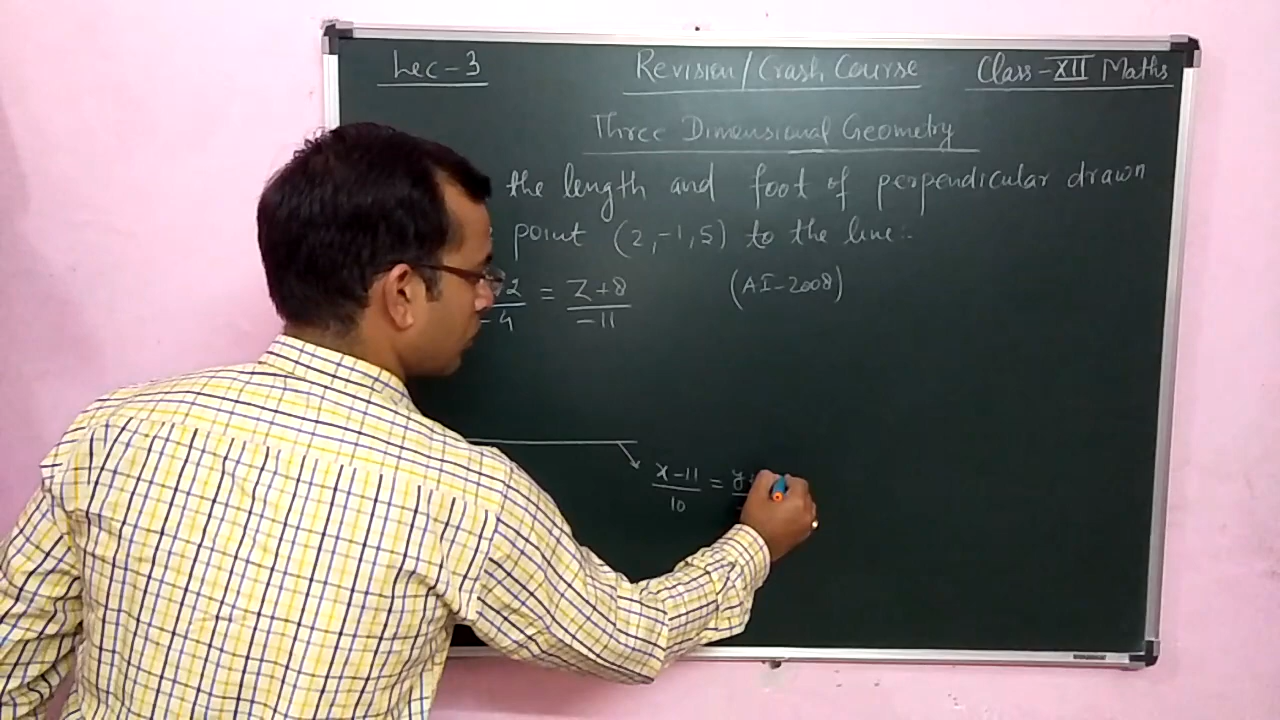 Lec-3
Revision/Crash Course
Class-XII Maths
Three Dimensional Geometry
the length and foot of perpendicular drawn
point (2,-1,5) to the line:-
2/-4 = z+8/-11
(AI-2008)
x-11/10 = y